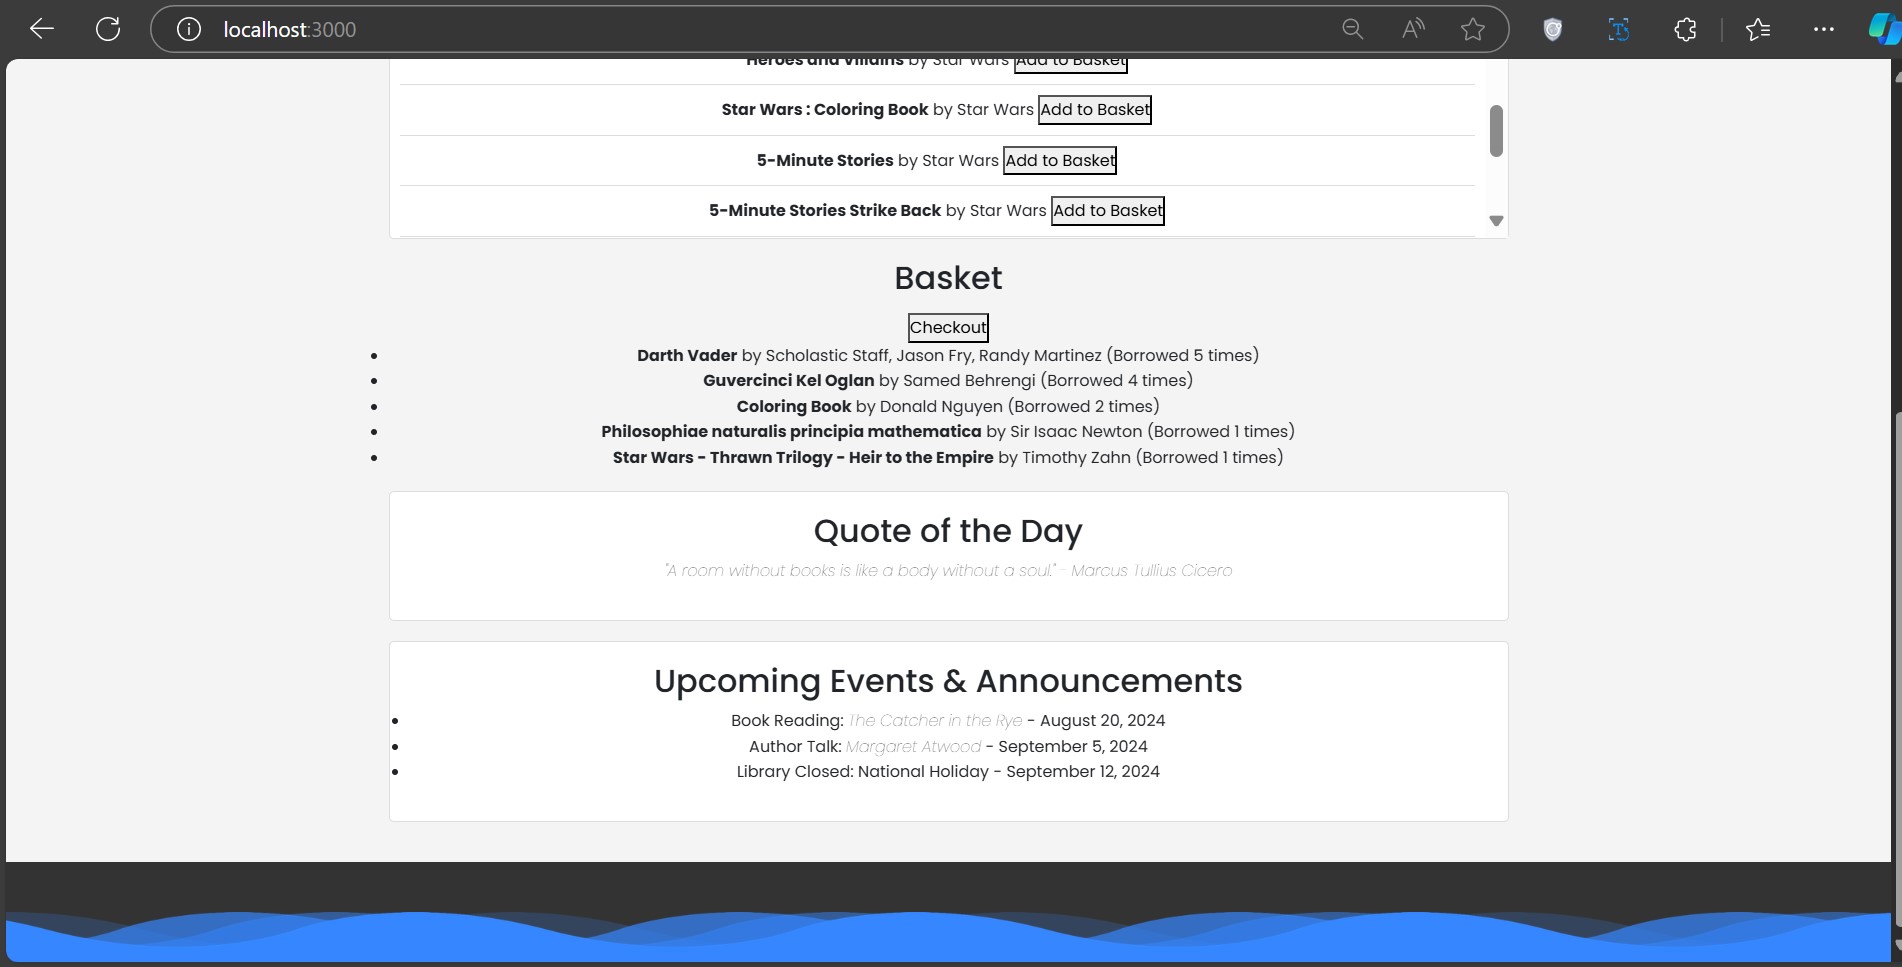 localhost:3000
Heroes and Villains by Star Wars Add to Basket
Star Wars : Coloring Book by Star Wars Add to Basket
5-Minute Stories by Star Wars Add to Basket
5-Minute Stories Strike Back by Star Wars Add to Basket
Basket
Checkout
Darth Vader by Scholastic Staff, Jason Fry, Randy Martinez (Borrowed 5 times)
Guvercinci Kel Oglan by Samed Behrengi (Borrowed 4 times)
Coloring Book by Donald Nguyen (Borrowed 2 times)
Philosophiae naturalis principia mathematica by Sir Isaac Newton (Borrowed 1 times)
Star Wars - Thrawn Trilogy - Heir to the Empire by Timothy Zahn (Borrowed 1 times)
Quote of the Day
"A room without books is like a body without a soul." - Marcus Tullius Cicero
Upcoming Events & Announcements
Book Reading: The Catcher in the Rye - August 20, 2024
Author Talk: Margaret Atwood - September 5, 2024
Library Closed: National Holiday - September 12, 2024